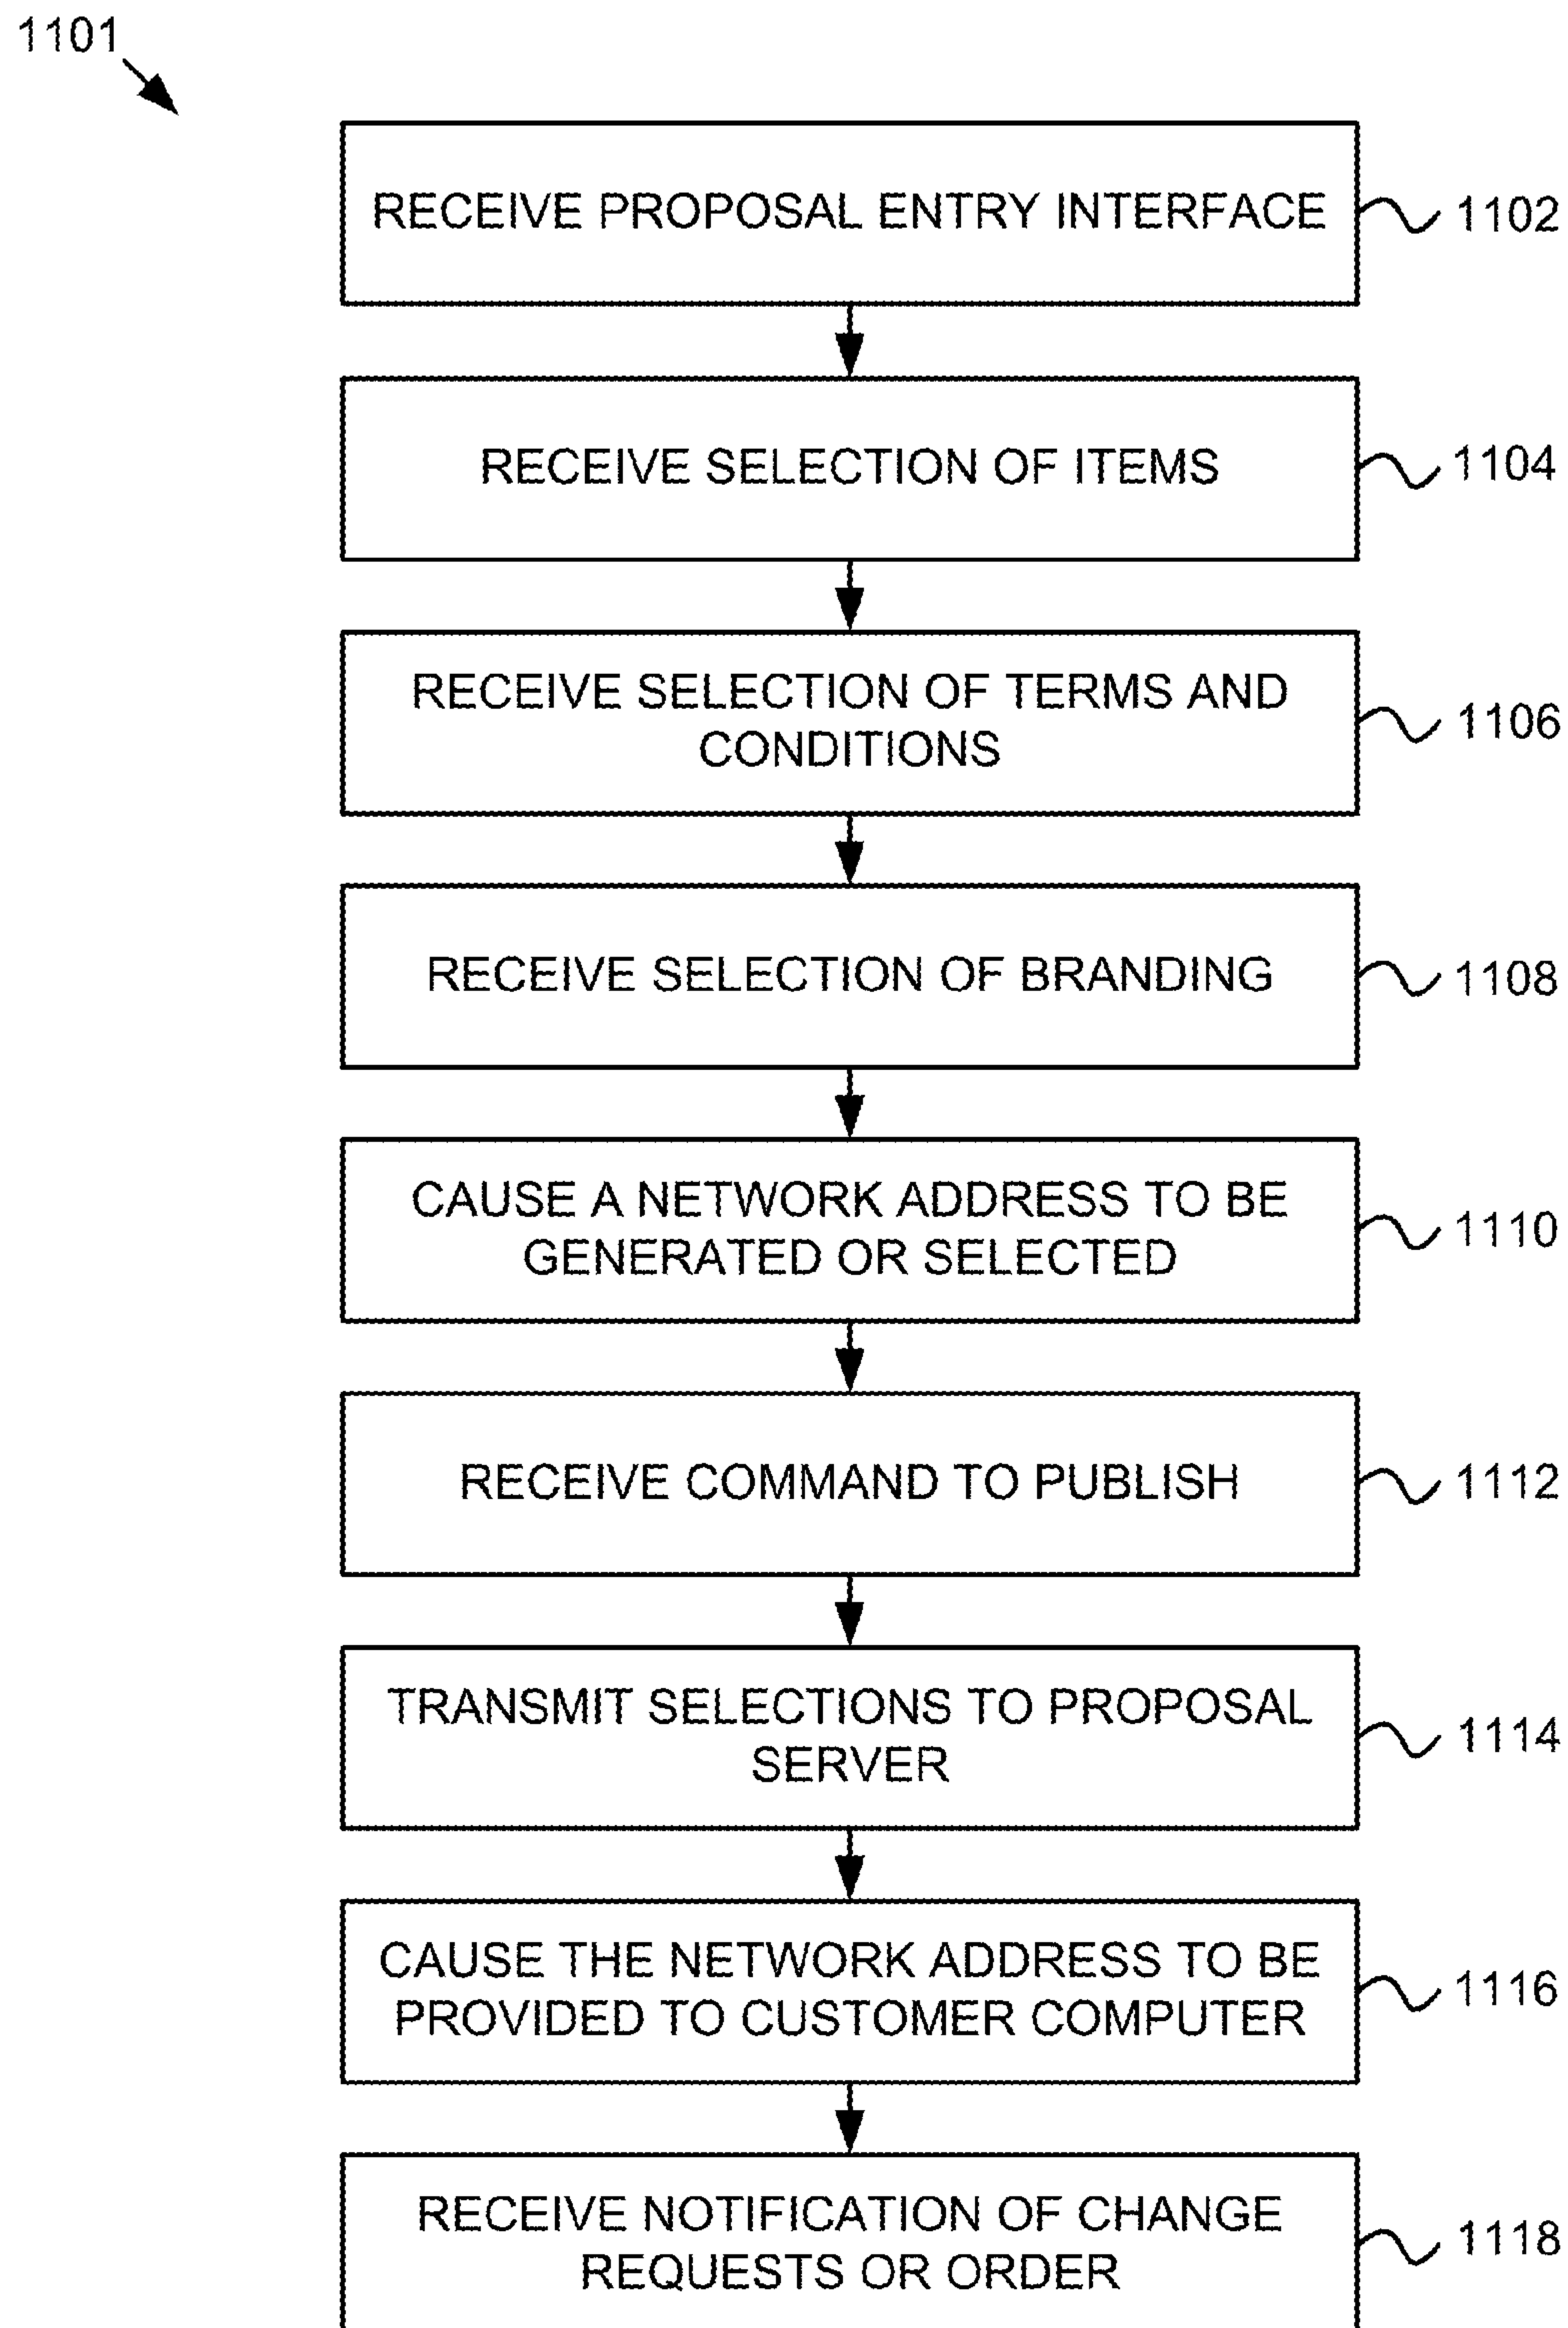 1101
RECEIVE PROPOSAL ENTRY INTERFACE
1102
RECEIVE SELECTION OF ITEMS
1104
RECEIVE SELECTION OF TERMS AND
CONDITIONS
1106
RECEIVE SELECTION OF BRANDING
1108
CAUSE A NETWORK ADDRESS TO BE
GENERATED OR SELECTED
1110
RECEIVE COMMAND TO PUBLISH
1112
TRANSMIT SELECTIONS TO PROPOSAL
SERVER
1114
CAUSE THE NETWORK ADDRESS TO BE
PROVIDED TO CUSTOMER COMPUTER
1116
RECEIVE NOTIFICATION OF CHANGE
REQUESTS OR ORDER
1118